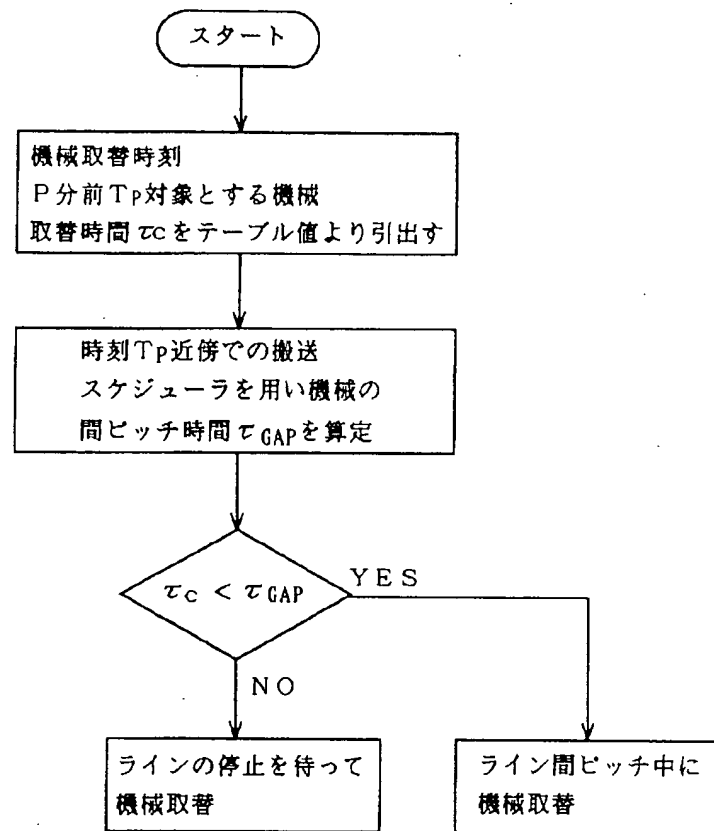 スタート
機械取替時刻
P分前TP対象とする機械
取替時間τCをテーブル値より引出す
時刻TP近傍での搬送
スケジューラを用い機械の
間ピッチ時間τGAPを算定
τC < τGAP
YES
NO
ラインの停止を待って
機械取替
ライン間ピッチ中に
機械取替